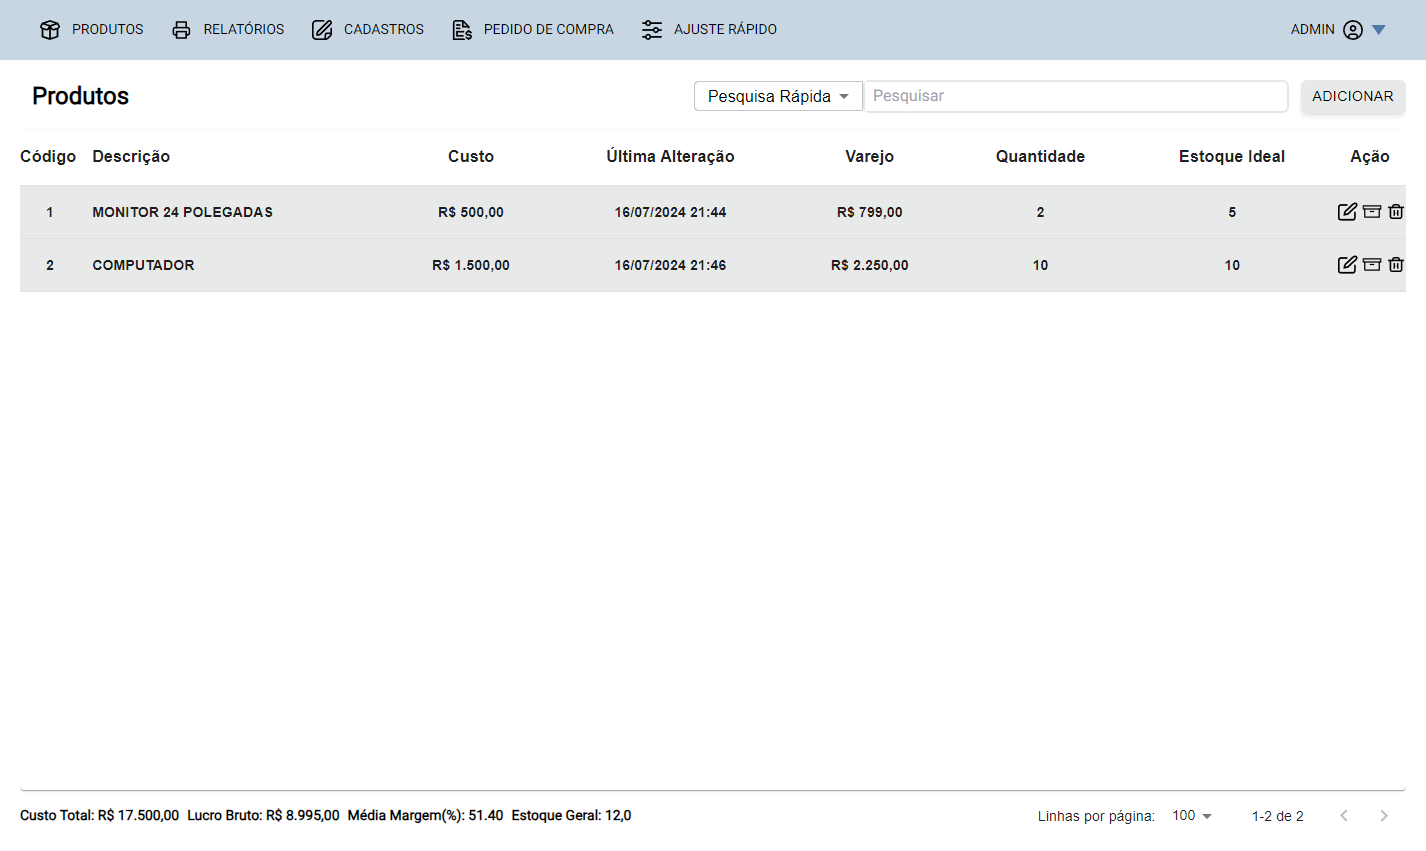 PRODUTOS RELATÓRIOS CADASTROS PEDIDO DE COMPRA AJUSTE RÁPIDO ADMIN
Produtos Pesquisa Rápida Pesquisar ADICIONAR
Código Descrição Custo Última Alteração Varejo Quantidade Estoque Ideal Ação
1 MONITOR 24 POLEGADAS R$ 500,00 16/07/2024 21:44 R$ 799,00 2 5
2 COMPUTADOR R$ 1.500,00 16/07/2024 21:46 R$ 2.250,00 10 10
Custo Total: R$ 17.500,00 Lucro Bruto: R$ 8.995,00 Média Margem(%): 51.40 Estoque Geral: 12,0 Linhas por página: 100 1-2 de 2